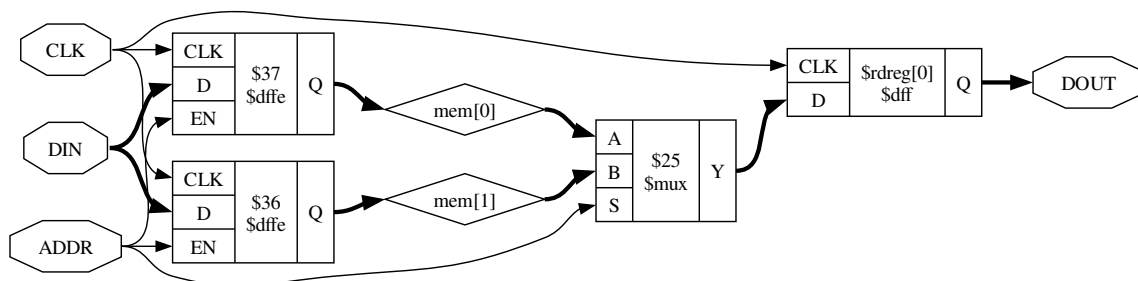 CLK
DIN
ADDR
CLK
D
EN
$37
$dffe
Q
CLK
D
EN
$36
$dffe
Q
mem[0]
mem[1]
A
B
S
$25
$mux
Y
CLK
D
$rdreg[0]
$dff
Q
DOUT